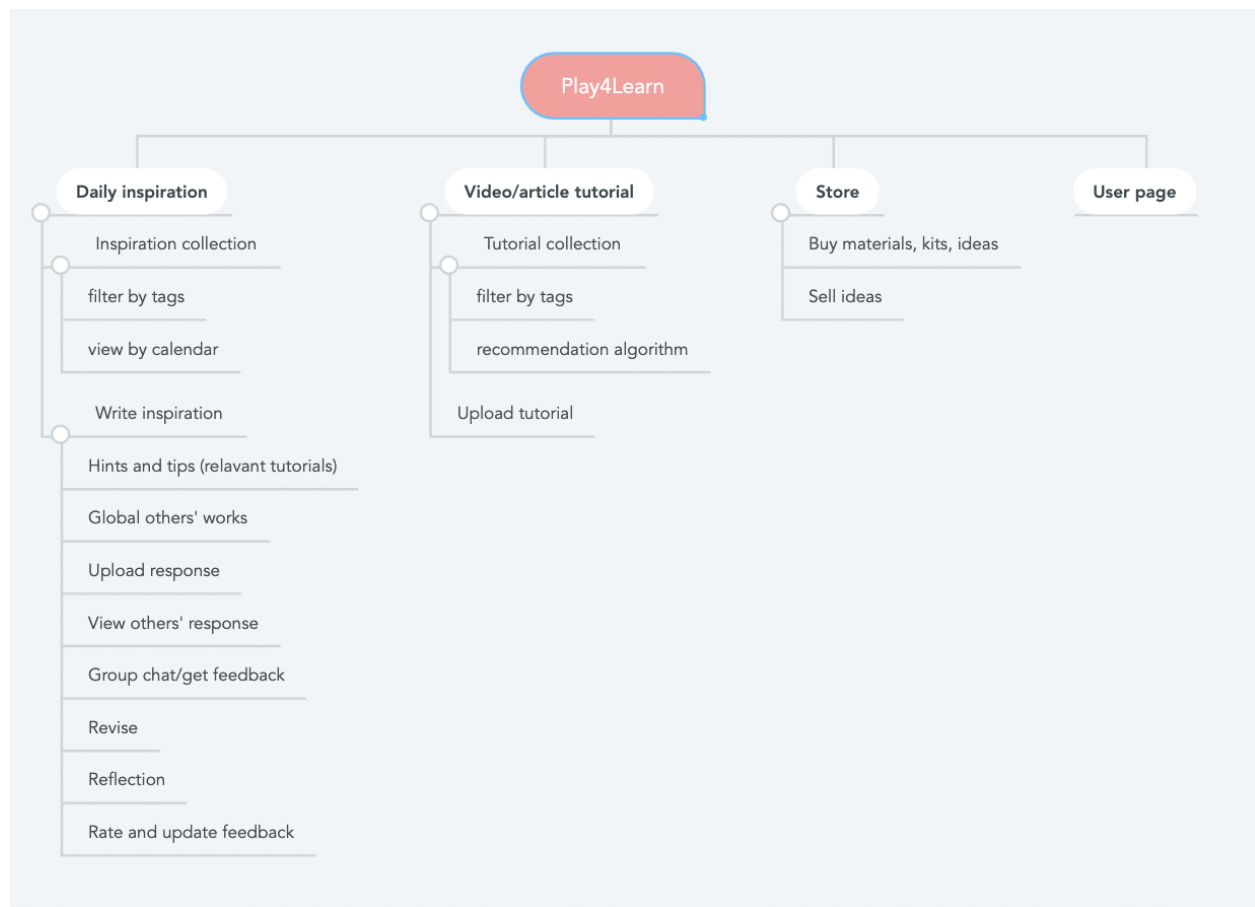 Play4Learn
Daily inspiration
Inspiration collection
filter by tags
view by calendar
Write inspiration
Hints and tips (relavant tutorials)
Global others' works
Upload response
View others' response
Group chat/get feedback
Revise
Reflection
Rate and update feedback
Video/article tutorial
Tutorial collection
filter by tags
recommendation algorithm
Upload tutorial
Store
Buy materials, kits, ideas
Sell ideas
User page